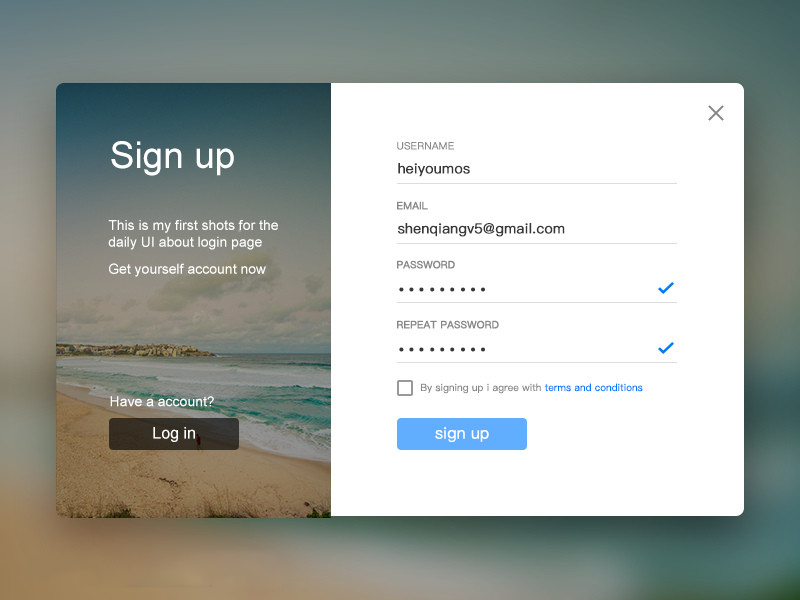 Sign up
This is my first shots for the
daily UI about login page
Get yourself account now
Have a account?
Log in
USERNAME
heiyoumos
EMAIL
shenqiangv5@gmail.com
PASSWORD
•••••••••
REPEAT PASSWORD
•••••••••
By signing up i agree with terms and conditions
sign up